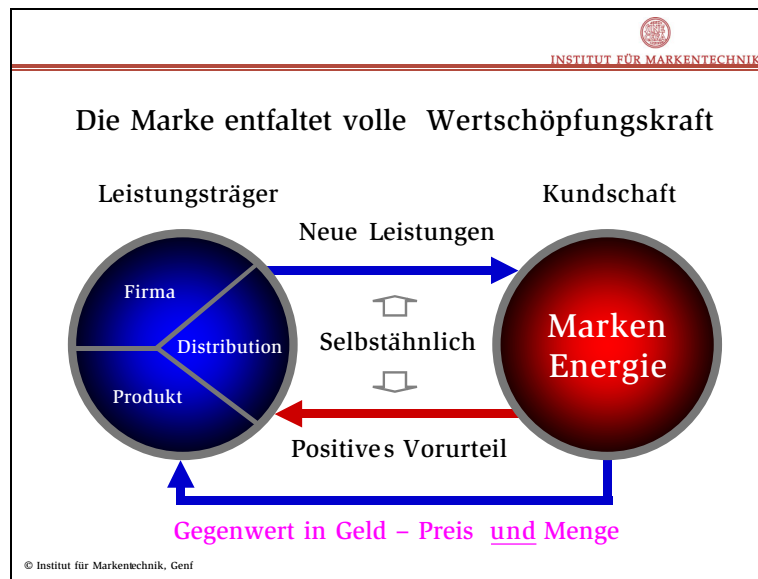 INSTITUT FÜR MARKENTECHNIK
Die Marke entfaltet volle Wertschöpfungskraft
Leistungsträger
Kundschaft
Neue Leistungen
Firma
Distribution
Produkt
Selbstähnlich
Marken
Energie
Positives Vorurteil
Gegenwert in Geld – Preis und Menge
© Institut für Markentechnik, Genf